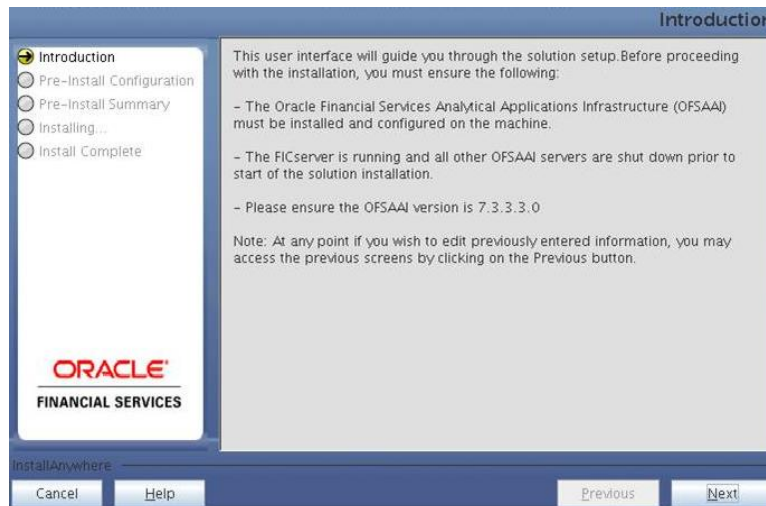 Introduction
Introduction
Pre-Install Configuration
Pre-Install Summary
Installing...
Install Complete
This user interface will guide you through the solution setup.Before proceeding
with the installation, you must ensure the following:
- The Oracle Financial Services Analytical Applications Infrastructure (OFSAAI)
must be installed and configured on the machine.
- The FICserver is running and all other OFSAAI servers are shut down prior to
start of the solution installation.
- Please ensure the OFSAAI version is 7.3.3.3.0
Note: At any point if you wish to edit previously entered information, you may
access the previous screens by clicking on the Previous button.
ORACLE
FINANCIAL SERVICES
InstallAnywhere
Cancel Help Previous Next